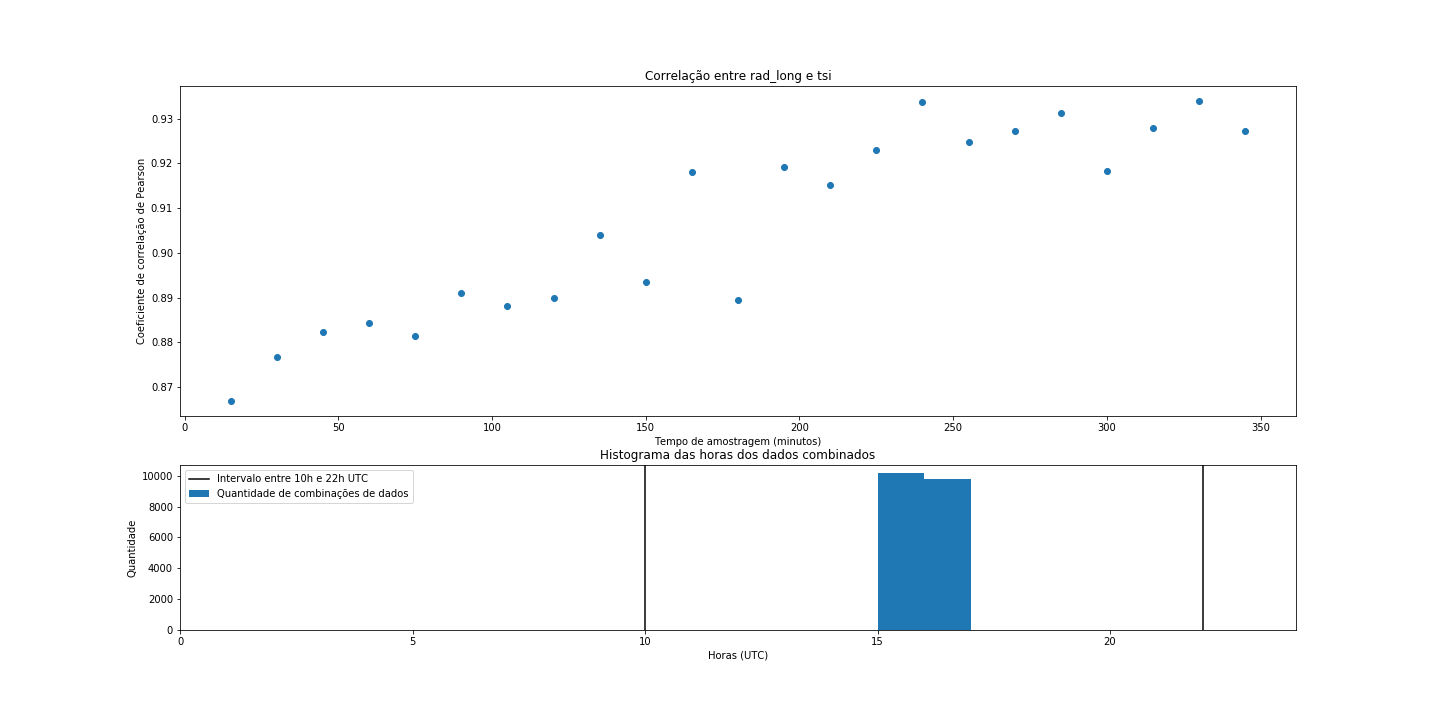 Correlação entre rad_long e tsi
Coeficiente de correlação de Pearson
0.93
0.92
0.91
0.90
0.89
0.88
0.87
0 50 100 150 200 250 300 350
Tempo de amostragem (minutos)
Histograma das horas dos dados combinados
Intervalo entre 10h e 22h UTC
Quantidade de combinações de dados
Quantidade
10000
8000
6000
4000
2000
0
0 5 10 15 20
Horas (UTC)